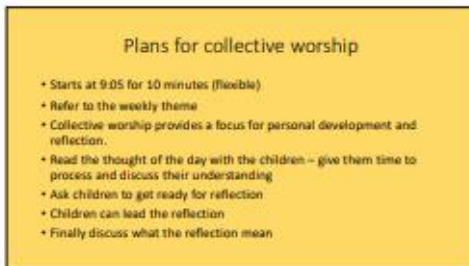 Plans for collective worship
• Starts at 9:05 for 10 minutes (flexible)
• Refer to the weekly theme
• Collective worship provides a focus for personal development and
reflection.
• Read the thought of the day with the children – give them time to
process and discuss their understanding
• Ask children to get ready for reflection
• Children can lead the reflection
• Finally discuss what the reflection mean